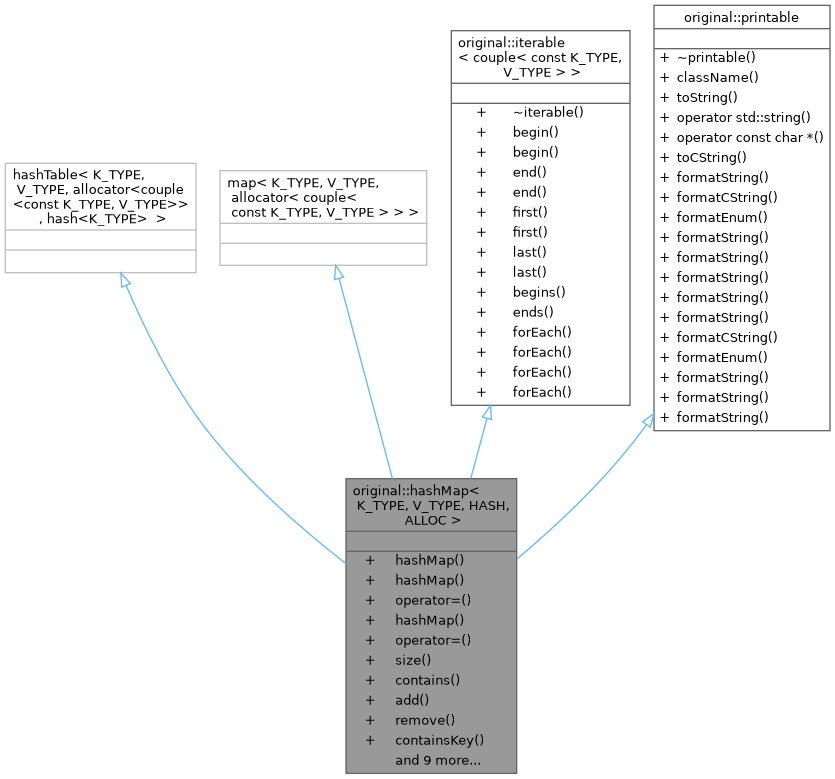 hashTable< K_TYPE,
V_TYPE, allocator<couple
<const K_TYPE, V_TYPE>>
, hash<K_TYPE>  >
map< K_TYPE, V_TYPE,
allocator< couple<
const K_TYPE, V_TYPE > > >
original::iterable
< couple< const K_TYPE,
V_TYPE > >
+ ~iterable()
+ begin()
+ begin()
+ end()
+ end()
+ first()
+ first()
+ last()
+ last()
+ begins()
+ ends()
+ forEach()
+ forEach()
+ forEach()
+ forEach()
original::printable
+ ~printable()
+ className()
+ toString()
+ operator std::string()
+ operator const char *()
+ toCString()
+ formatString()
+ formatCString()
+ formatEnum()
+ formatString()
+ formatString()
+ formatString()
+ formatString()
+ formatString()
+ formatCString()
+ formatEnum()
+ formatString()
+ formatString()
+ formatString()
original::hashMap<
K_TYPE, V_TYPE, HASH,
ALLOC >
+ hashMap()
+ hashMap()
+ operator=()
+ hashMap()
+ operator=()
+ size()
+ contains()
+ add()
+ remove()
+ containsKey()
and 9 more...